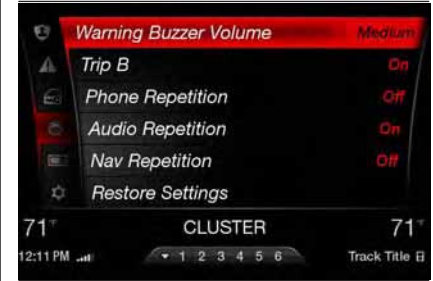 Warning Buzzer Volume Medium
Trip B On
Phone Repetition Off
Audio Repetition On
Nav Repetition Off
Restore Settings
71° CLUSTER 71°
12:11 PM 1 2 3 4 5 6 Track Title